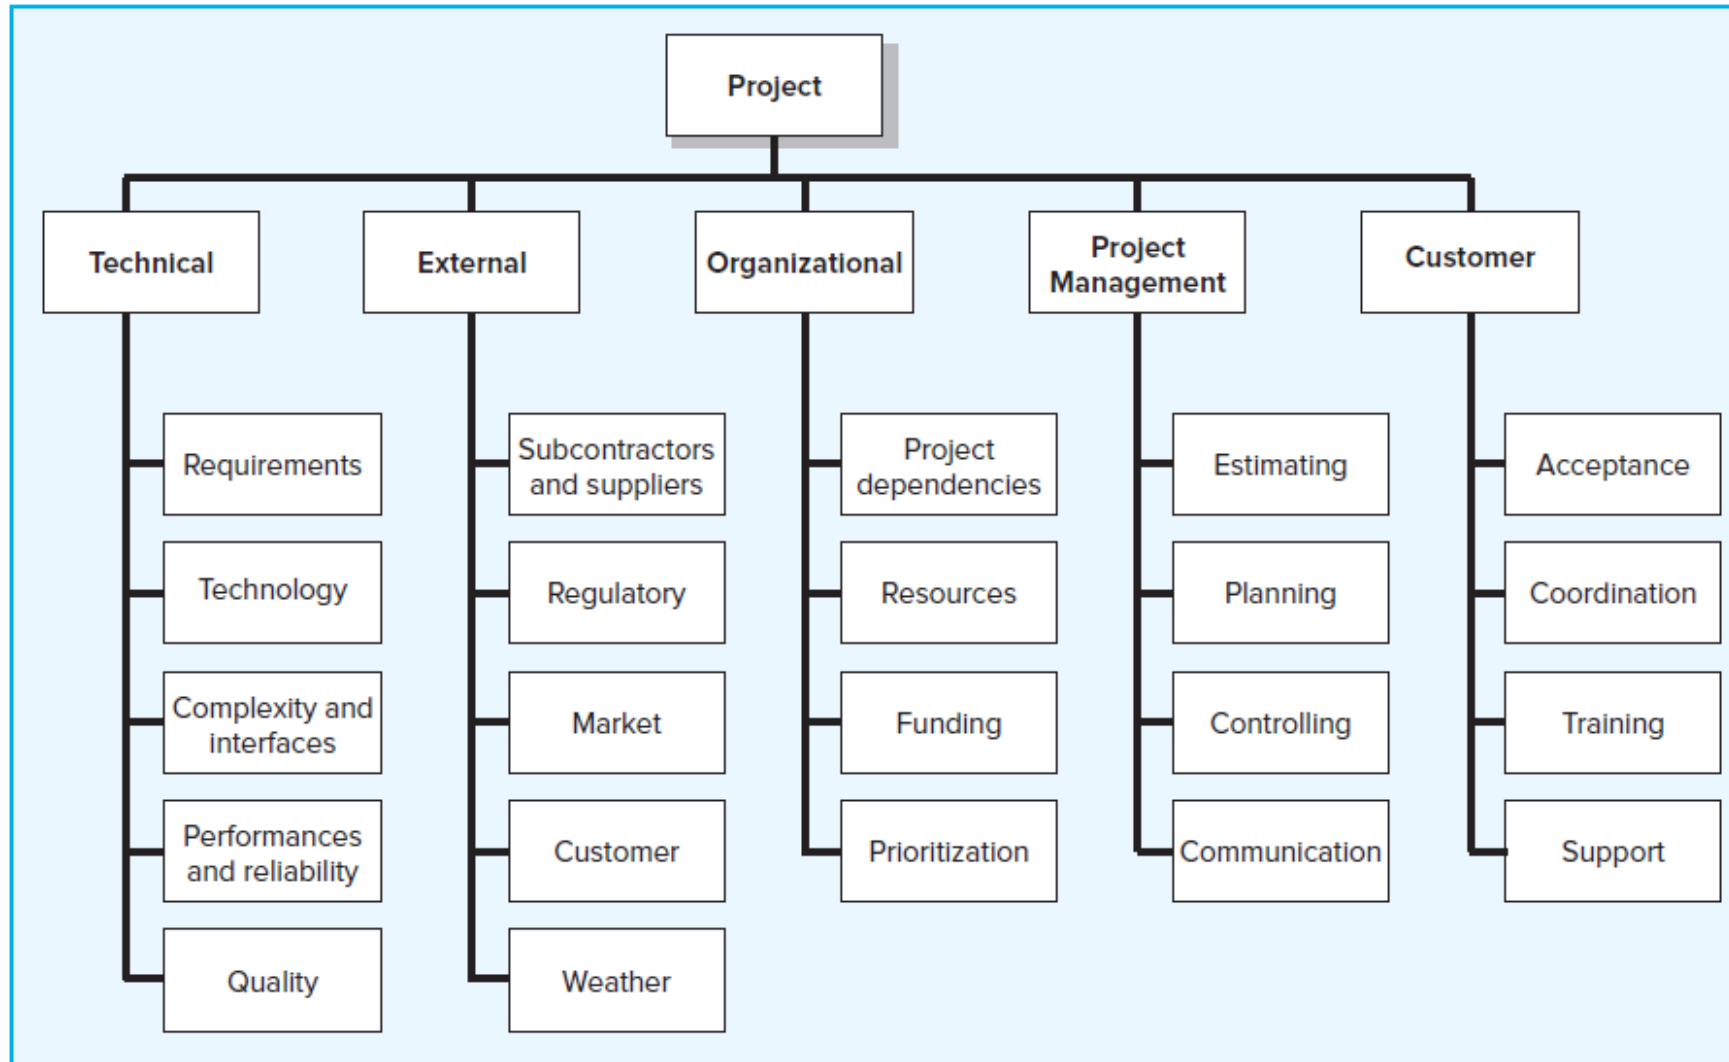 Project
Technical
External
Organizational
Project
Management
Customer
Requirements
Technology
Complexity and
interfaces
Performances
and reliability
Quality
Subcontractors
and suppliers
Regulatory
Market
Customer
Weather
Project
dependencies
Resources
Funding
Prioritization
Estimating
Planning
Controlling
Communication
Acceptance
Coordination
Training
Support